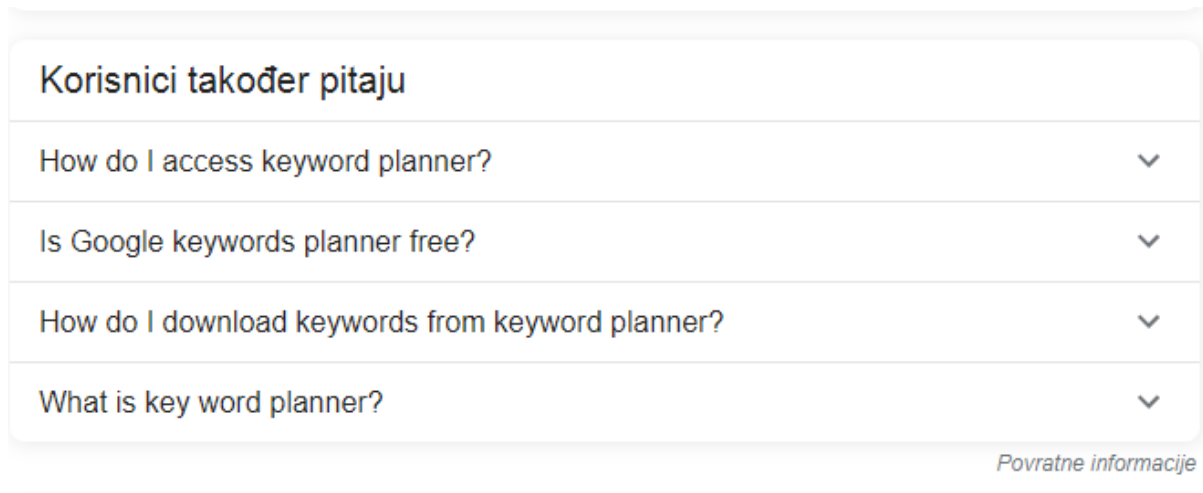 Korisnici također pitaju
How do I access keyword planner?
Is Google keywords planner free?
How do I download keywords from keyword planner?
What is key word planner?
Povratne informacije